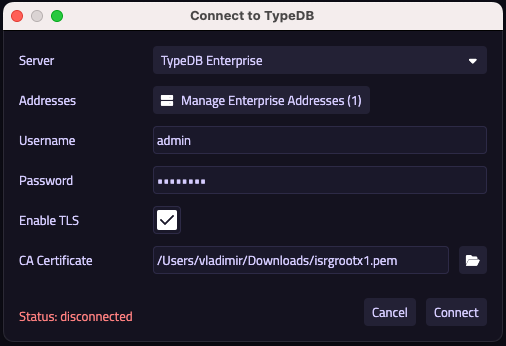 Connect to TypeDB
Server TypeDB Enterprise
Addresses Manage Enterprise Addresses (1)
Username admin
Password ••••••••
Enable TLS
CA Certificate /Users/vladimir/Downloads/isrgrootx1.pem
Status: disconnected Cancel Connect